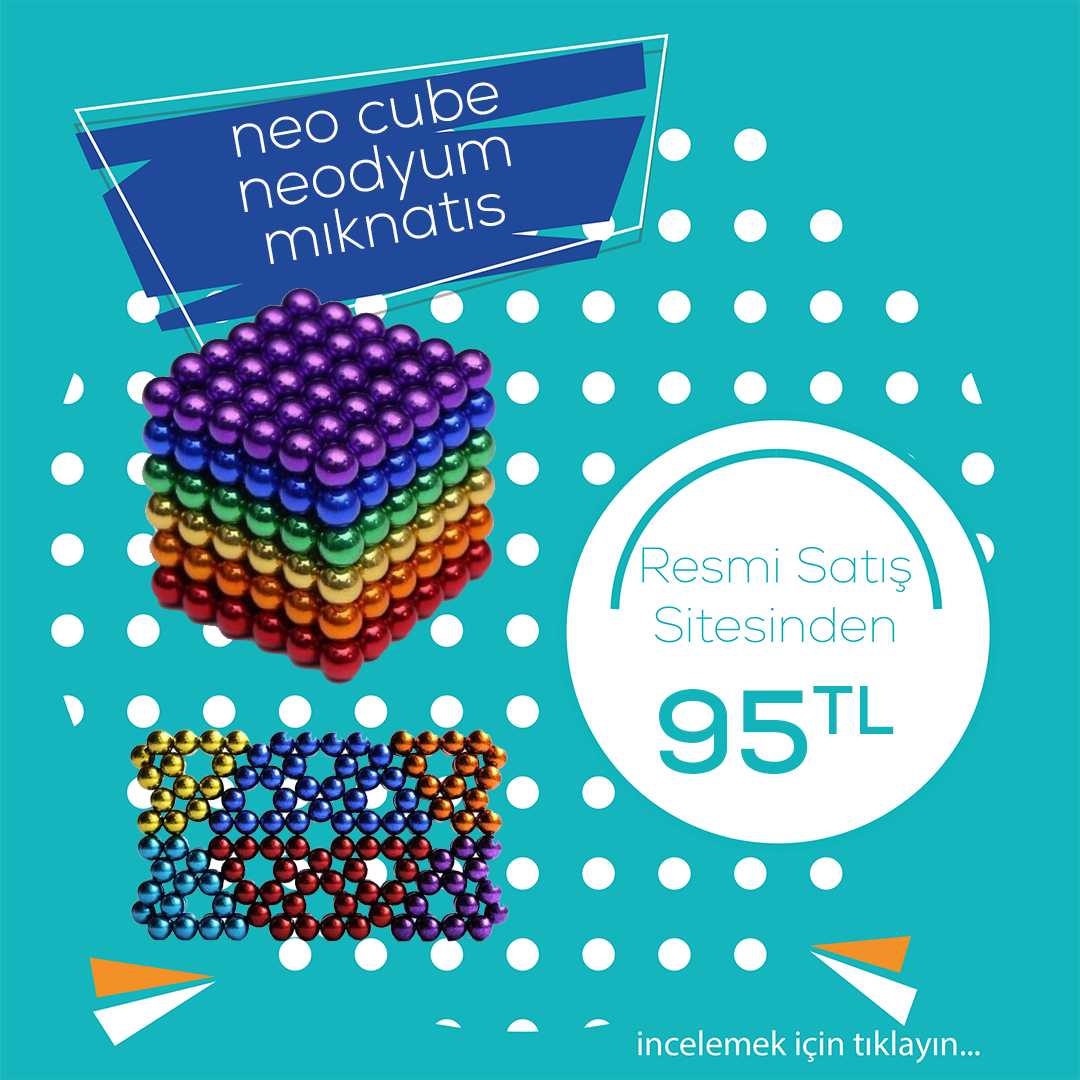 neo cube
neodyum
mıknatıs
Resmi Satış
Sitesinden
95TL
incelemek için tıklayın...